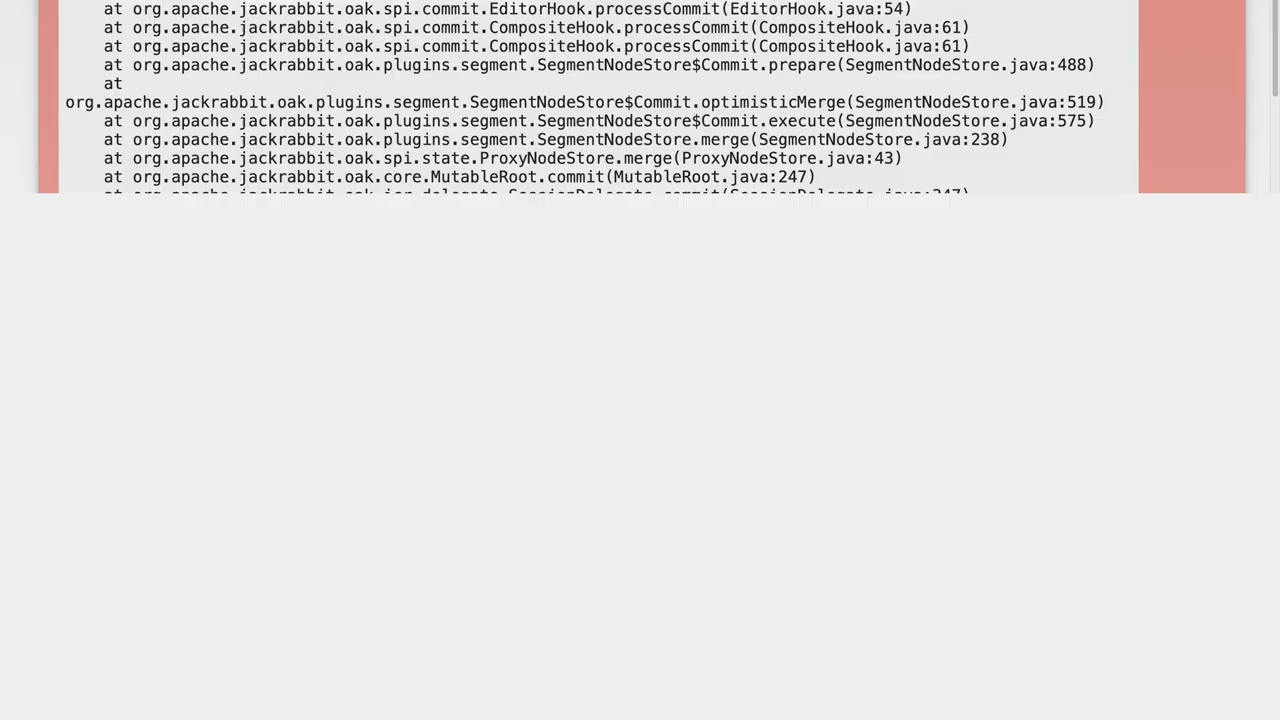 at org.apache.jackrabbit.oak.spi.commit.EditorHook.processCommit(EditorHook.java:54)
at org.apache.jackrabbit.oak.spi.commit.CompositeHook.processCommit(CompositeHook.java:61)
at org.apache.jackrabbit.oak.spi.commit.CompositeHook.processCommit(CompositeHook.java:61)
at org.apache.jackrabbit.oak.plugins.segment.SegmentNodeStore$Commit.prepare(SegmentNodeStore.java:488)
at
org.apache.jackrabbit.oak.plugins.segment.SegmentNodeStore$Commit.optimisticMerge(SegmentNodeStore.java:519)
at org.apache.jackrabbit.oak.plugins.segment.SegmentNodeStore$Commit.execute(SegmentNodeStore.java:575)
at org.apache.jackrabbit.oak.plugins.segment.SegmentNodeStore.merge(SegmentNodeStore.java:238)
at org.apache.jackrabbit.oak.spi.state.ProxyNodeStore.merge(ProxyNodeStore.java:43)
at org.apache.jackrabbit.oak.core.MutableRoot.commit(MutableRoot.java:247)